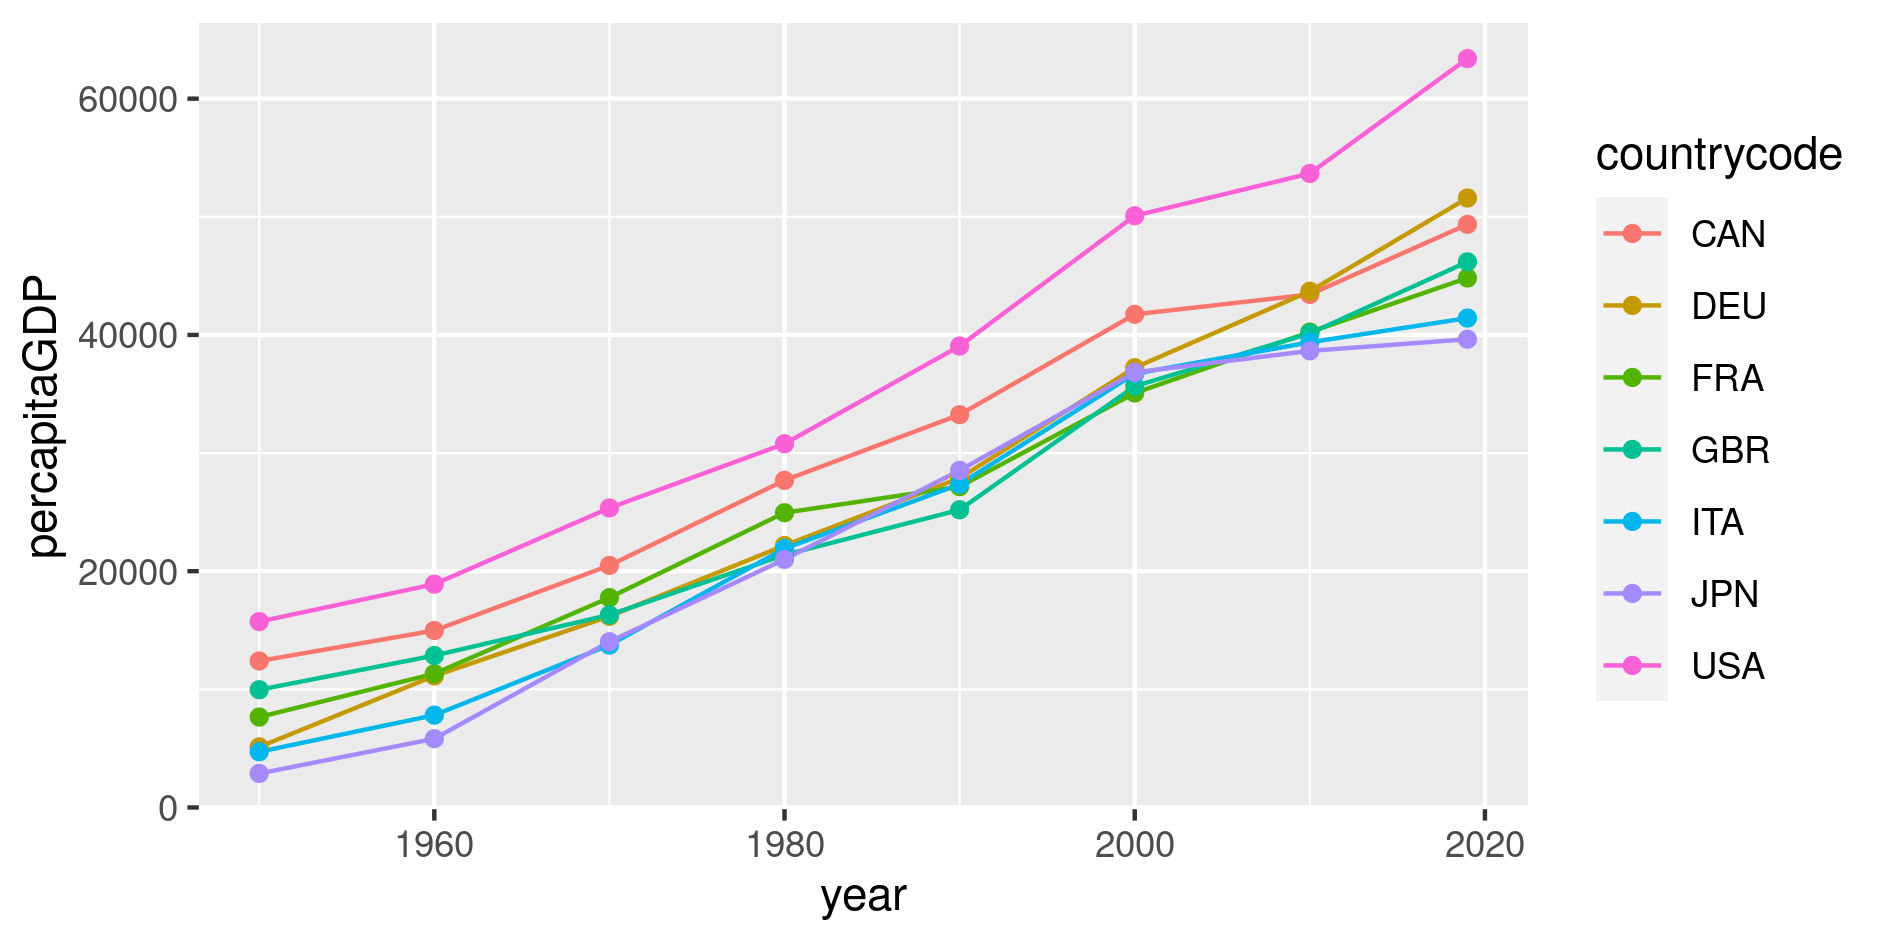 60000
40000
20000
0
percapitaGDP
1960
1980
2000
2020
year
countrycode
CAN
DEU
FRA
GBR
ITA
JPN
USA